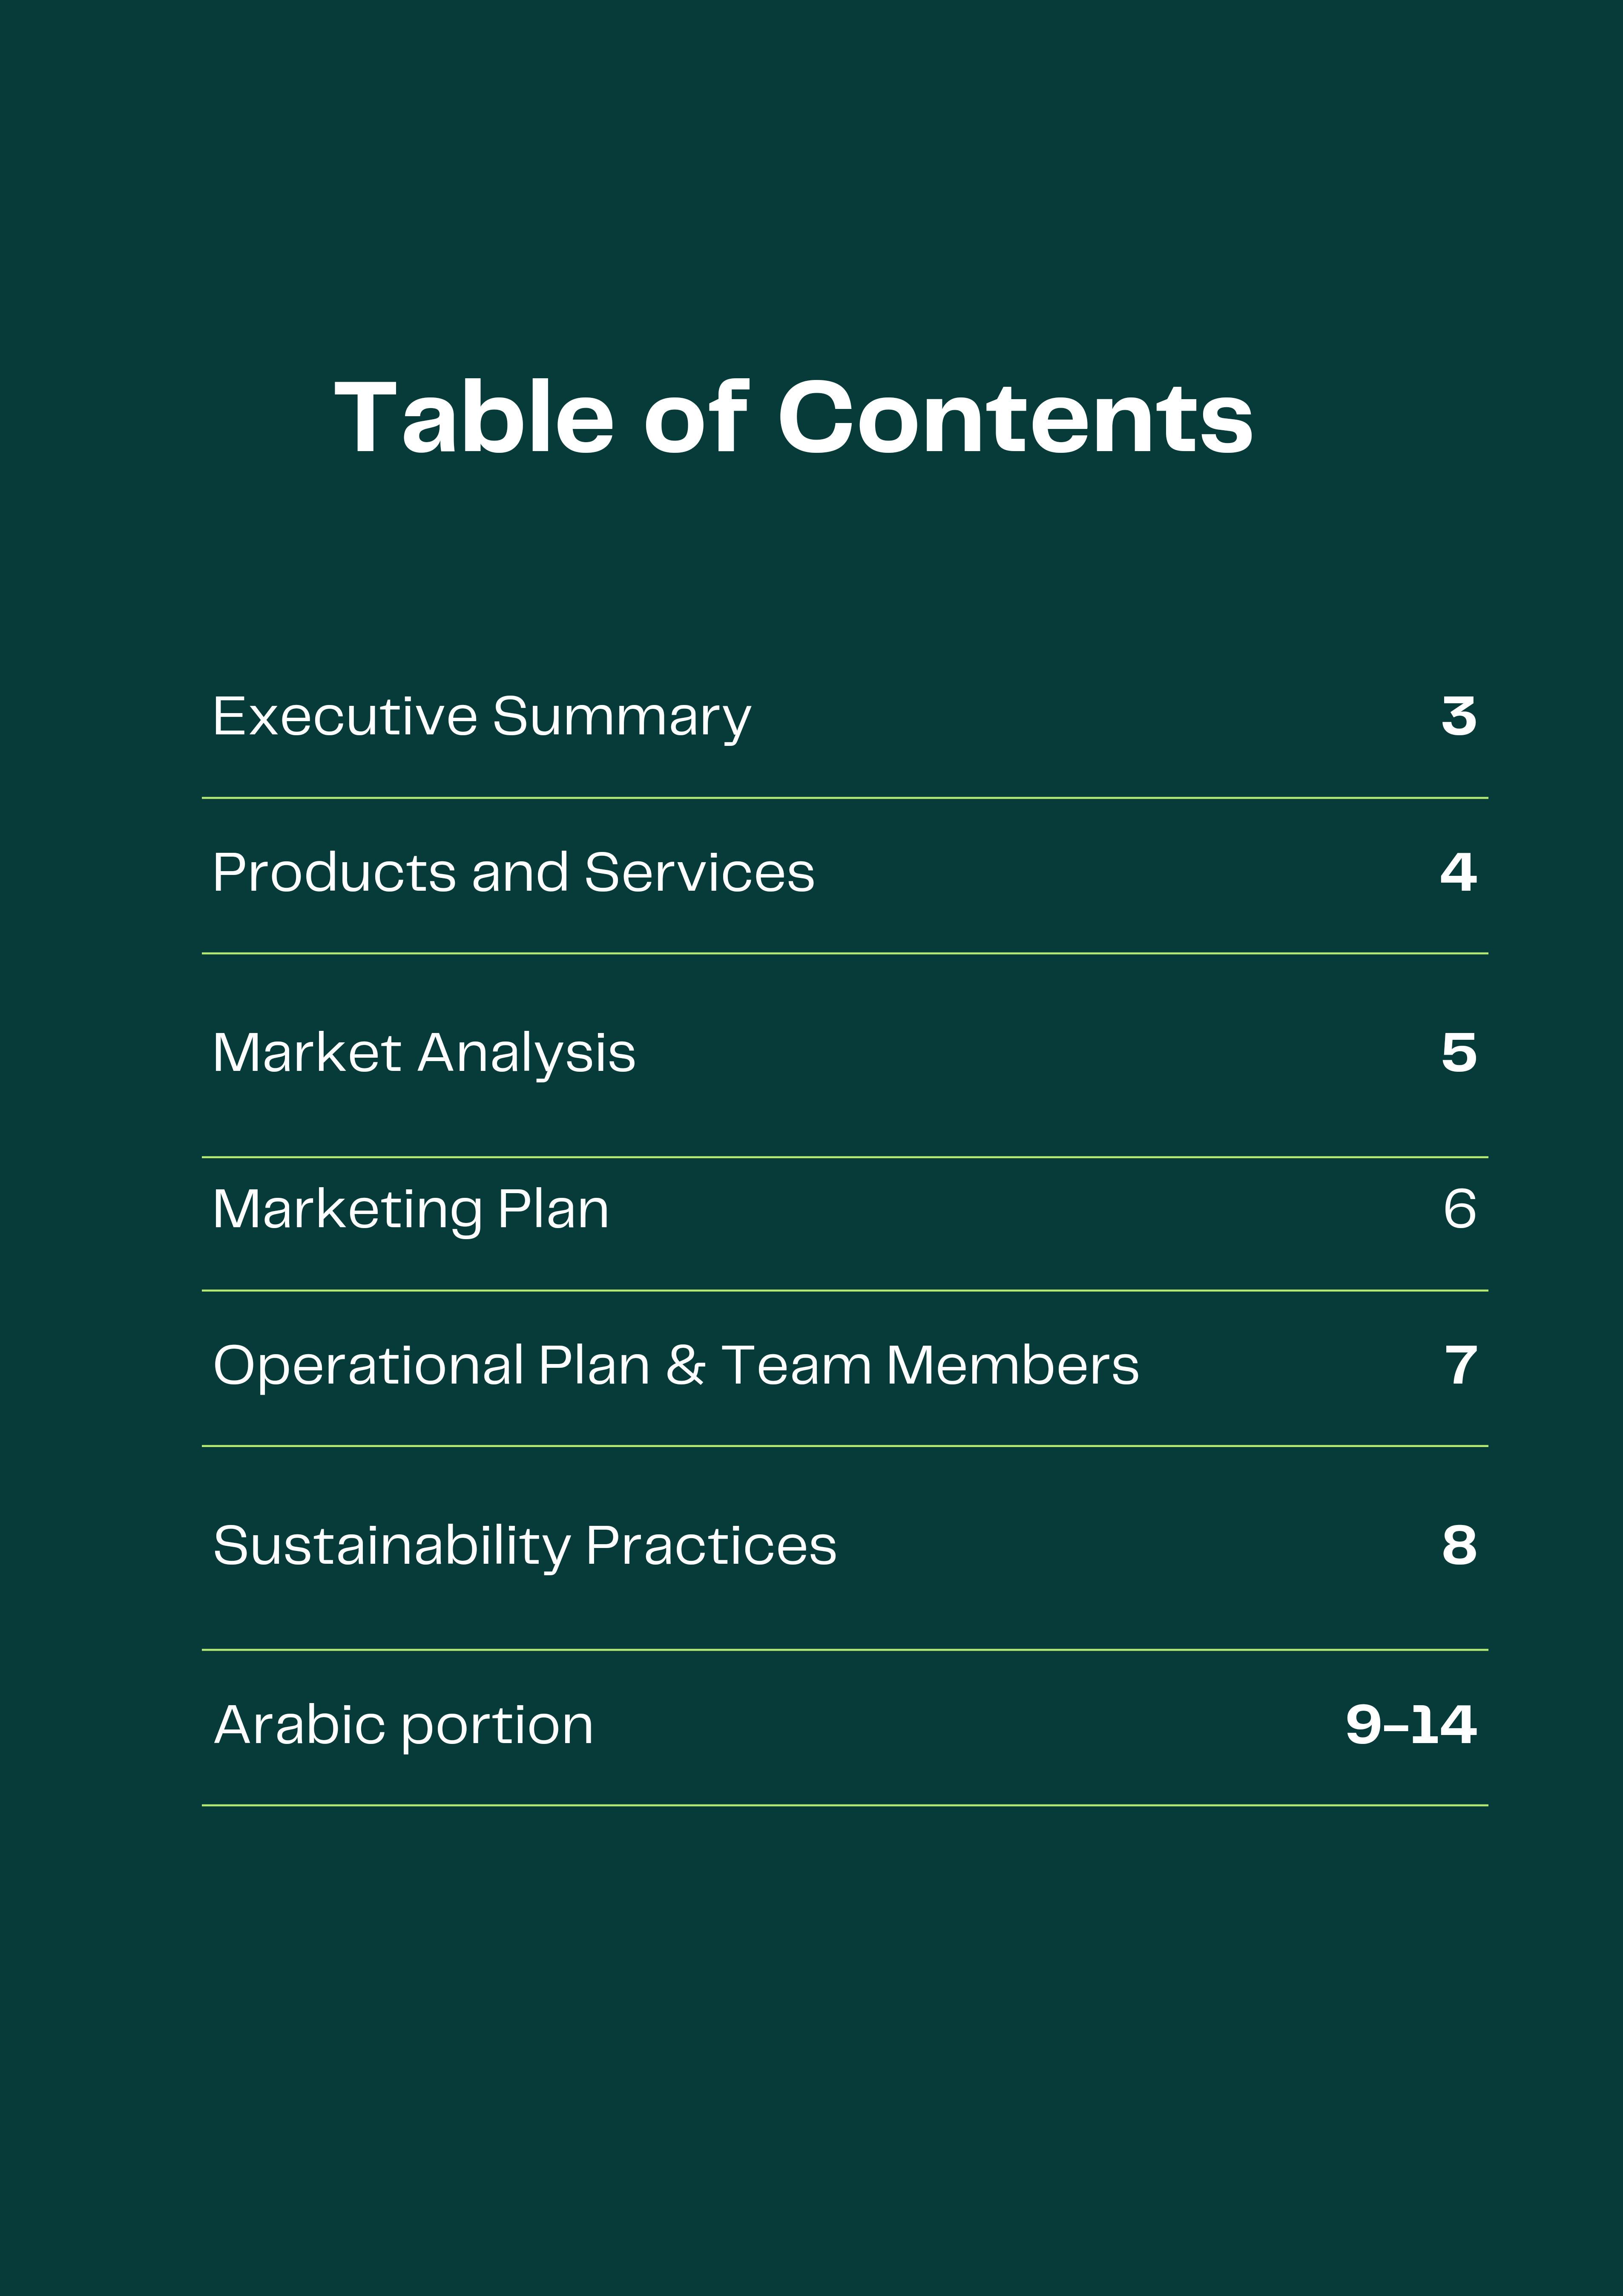 Table of Contents
Executive Summary 3
Products and Services 4
Market Analysis 5
Marketing Plan 6
Operational Plan & Team Members 7
Sustainability Practices 8
Arabic portion 9-14